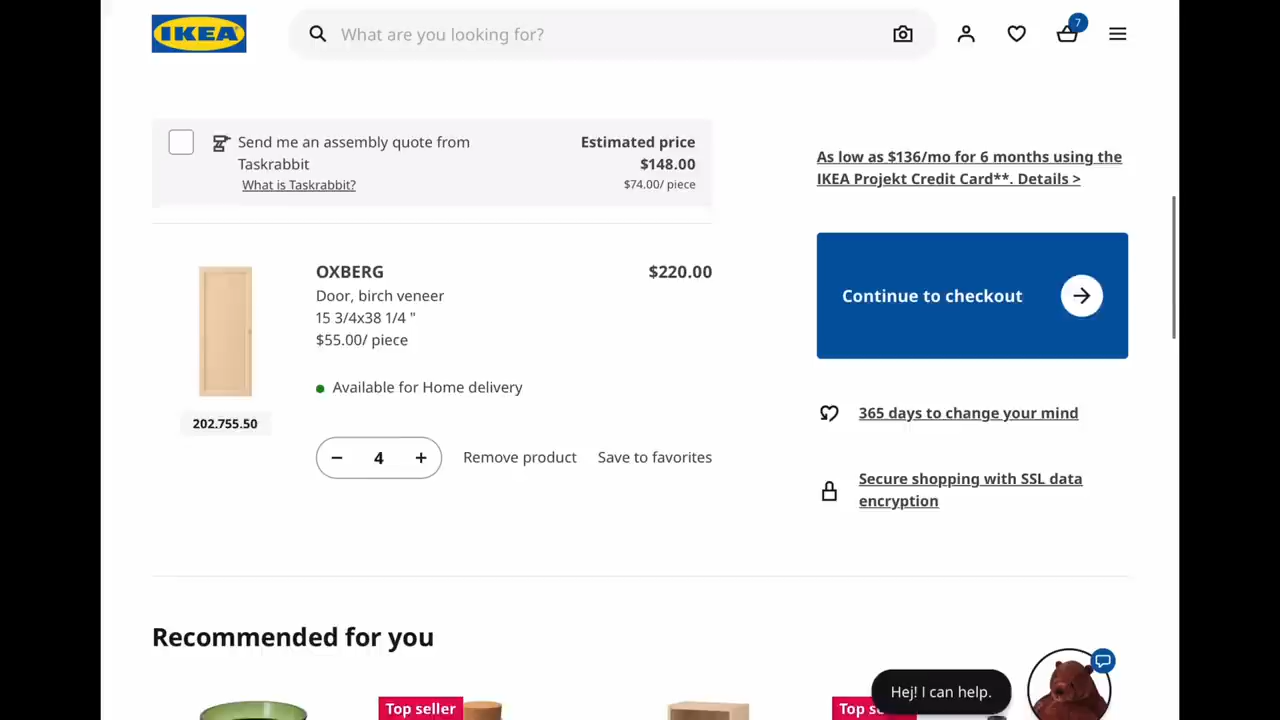 IKEA
What are you looking for?
7
Send me an assembly quote from
Taskrabbit
What is Taskrabbit?
Estimated price
$148.00
$74.00/ piece
As low as $136/mo for 6 months using the
IKEA Projekt Credit Card**. Details >
Continue to checkout
OXBERG
$220.00
Door, birch veneer
15 3/4x38 1/4 "
$55.00/ piece
Available for Home delivery
202.755.50
- 4 +
Remove product
Save to favorites
365 days to change your mind
Secure shopping with SSL data
encryption
Recommended for you
Top seller
Top se
Hej! I can help.